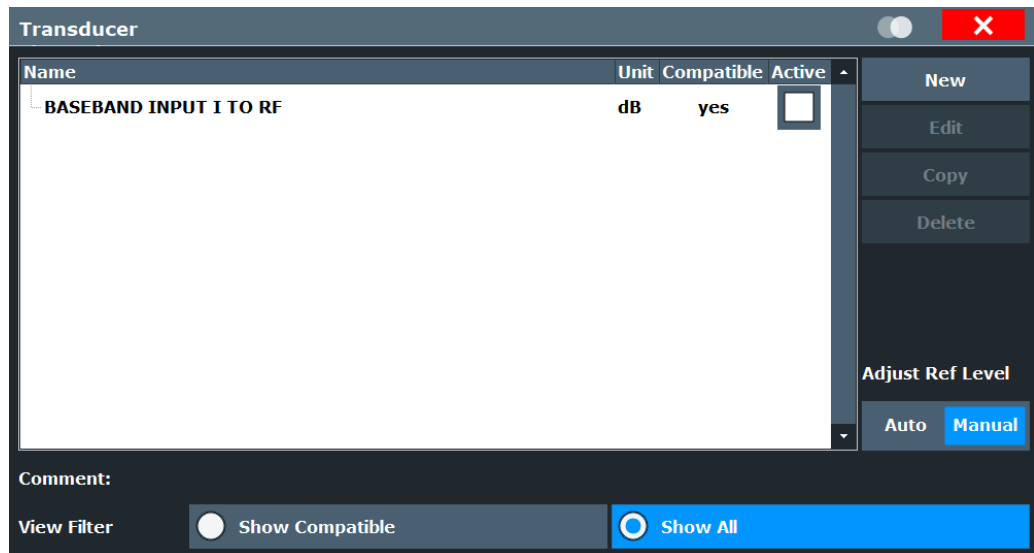 Transducer
Name Unit Compatible Active
BASEBAND INPUT I TO RF dB yes
New
Edit
Copy
Delete
Adjust Ref Level
Auto Manual
Comment:
View Filter Show Compatible Show All